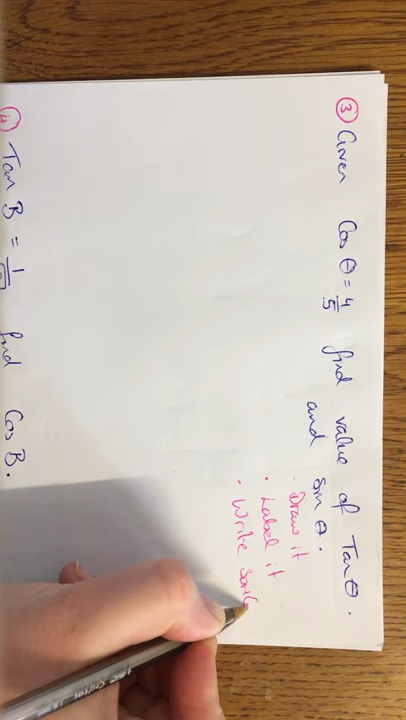 ③ Given Cos θ = 4/5 find value of Tan θ.
and Sin θ.
- Draw it
• Label it
• Write
Tan B = 1/ find Cos B.